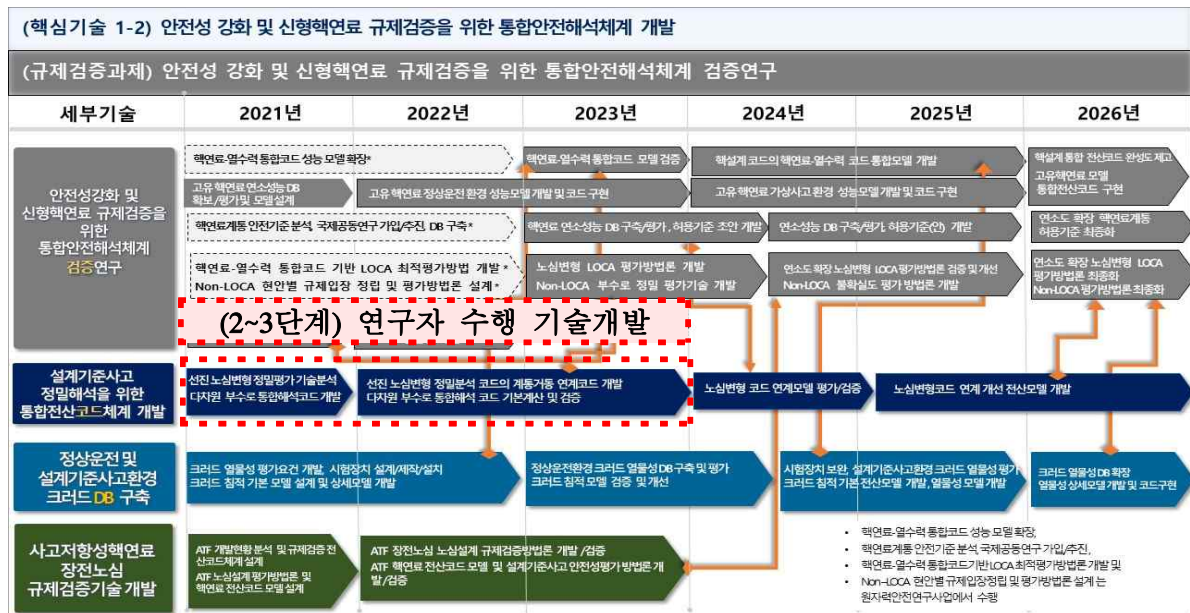 (핵심기술 1-2) 안전성 강화 및 신형핵연료 규제검증을 위한 통합안전해석체계 개발
(규제검증과제) 안전성 강화 및 신형핵연료 규제검증을 위한 통합안전해석체계 검증연구
세부기술
2021년
2022년
2023년
2024년
2025년
2026년
안전성강화 및
신형핵연료 규제검증을
위한
통합안전해석체계
검증연구
핵연료-열수력 통합코드 성능 모델 확장*
핵연료-열수력 통합코드 모델 검증
핵설계 코드의 핵연료-열수력 코드 통합모델 개발
핵설계 통합 전산코드 완성도 제고
고유핵연료 모델
통합전산코드 구현
고유 핵연료 연소성능 DB
확보/평가 및 모델설계
고유 핵연료 정상운전 환경 성능모델 개발 및 코드 구현
고유 핵연료 가상사고 환경 성능모델 개발 및 코드 구현
핵연료계통 안전기준 분석, 국제공동연구 가입/추진, DB 구축*
핵연료 연소성능 DB 구축/평가, 허용기준 초안 개발
연소성능 DB 구축/평가, 허용기준(안) 개발
연소도 확장 핵연료계통
허용기준 최종화
핵연료-열수력 통합코드 기반 LOCA 최적평가방법 개발*
Non-LOCA 현안별 규제입장 정립 및 평가방법론 설계*
노심변형 LOCA 평가방법론 개발
Non-LOCA 부수로 정밀 평가기술 개발
연소도 확장 노심변형 LOCA 평가방법론 검증 및 개선
Non-LOCA 불확실도 평가 방법론 개발
연소도 확장 노심변형 LOCA
평가방법론 최종화
Non-LOCA 평가방법론 최종화
(2~3단계) 연구자 수행 기술개발
설계기준사고
정밀해석을 위한
통합전산코드체계 개발
선진 노심변형 정밀평가 기술분석
다차원 부수로 통합해석코드 개발
선진 노심변형 정밀분석 코드의 계통거동 연계코드 개발
다차원 부수로 통합해석 코드 기본계산 및 검증
노심변형 코드 연계모델 평가/검증
노심변형코드 연계 개선 전산모델 개발
정상운전 및
설계기준사고환경
크러드 DB 구축
크러드 열물성 평가요건 개발, 시험장치 설계/제작/설치
크러드 침적 기본 모델 설계 및 상세모델 개발
정상운전환경 크러드 열물성 DB 구축 및 평가
크러드 침적 모델 검증 및 개선
시험장치 보완, 설계기준사고환경 크러드 열물성 평가
크러드 침적 기본 전산모델 개발, 열물성 모델 개발
크러드 열물성 DB 확장
열물성 상세모델 개발 및 코드구현
사고저항성핵연료
장전노심
규제검증기술 개발
ATF 개발현황 분석 및 규제검증 전
산코드체계 설계
ATF 노심설계 평가방법론 및
핵연료 전산코드 모델 설계
ATF 장전노심 노심설계 규제검증방법론 개발/검증
ATF 핵연료 전산코드 모델 및 설계기준사고 안전성평가 방법론 개
발/검증
• 핵연료-열수력 통합코드 성능 모델 확장,
• 핵연료계통 안전기준 분석, 국제공동연구 가입/추진,
• 핵연료-열수력 통합코드기반 LOCA 최적평가방법론 개발 및
• Non-LOCA 현안별 규제입장정립 및 평가방법론 설계 는
원자력안전연구사업에서 수행